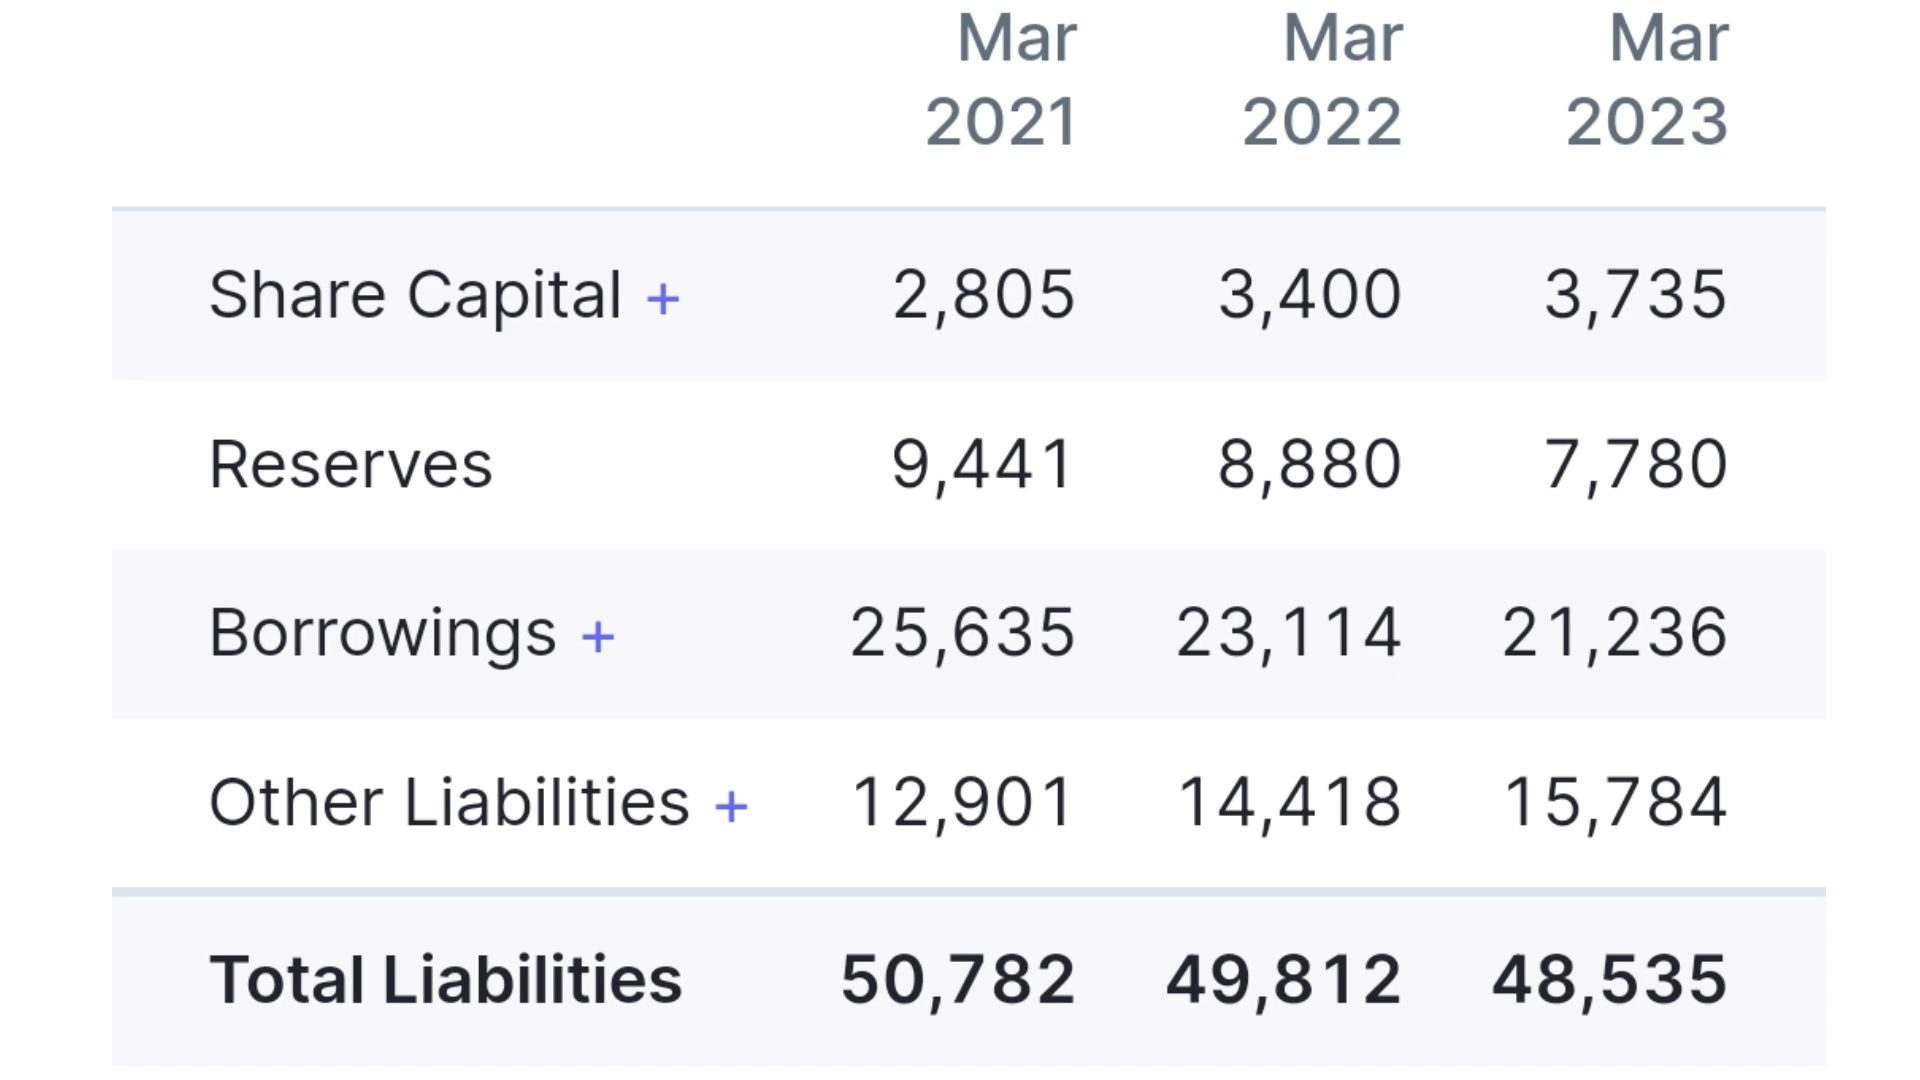 Mar Mar Mar
2021 2022 2023
Share Capital + 2,805 3,400 3,735
Reserves 9,441 8,880 7,780
Borrowings + 25,635 23,114 21,236
Other Liabilities + 12,901 14,418 15,784
Total Liabilities 50,782 49,812 48,535